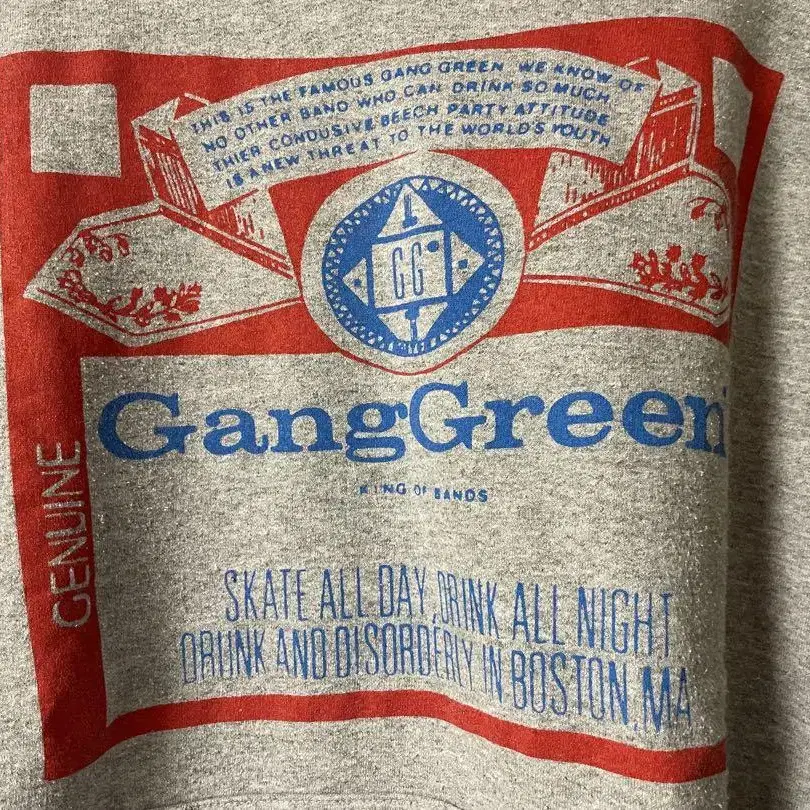 THIS IS THE FAMOUS GANG GREEN WE KNOW OF
NO OTHER BAND WHO CAN DRINK SO MUCH
THIER CONDUSIVE BEECH PARTY ATTITUDE
IS A NEW THREAT TO THE WORLD'S YOUTH
GG
GangGreen
KING OF BANDS
GENUINE
SKATE ALL DAY, DRINK ALL NIGHT
DRUNK AND DISORDERLY IN BOSTON, MA